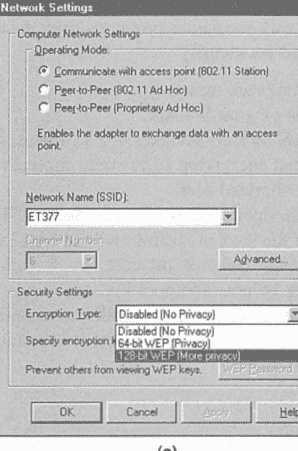 Network Settings
Computer Network Settings
Operating Mode:
Communicate with access point (802.11 Station)
Peer-to-Peer (802.11 Ad Hoc)
Peer-to-Peer (Proprietary Ad Hoc)
Enables the adapter to exchange data with an access
point.
Network Name (SSID):
ET377
Channel Number:
6
Advanced...
Security Settings
Encryption Type:
Disabled (No Privacy)
Disabled (No Privacy)
Specify encryption
64-bit WEP (Privacy)
128-bit WEP (More privacy)
Prevent others from viewing WEP keys.
WEP Password...
OK
Cancel
Apply
Help